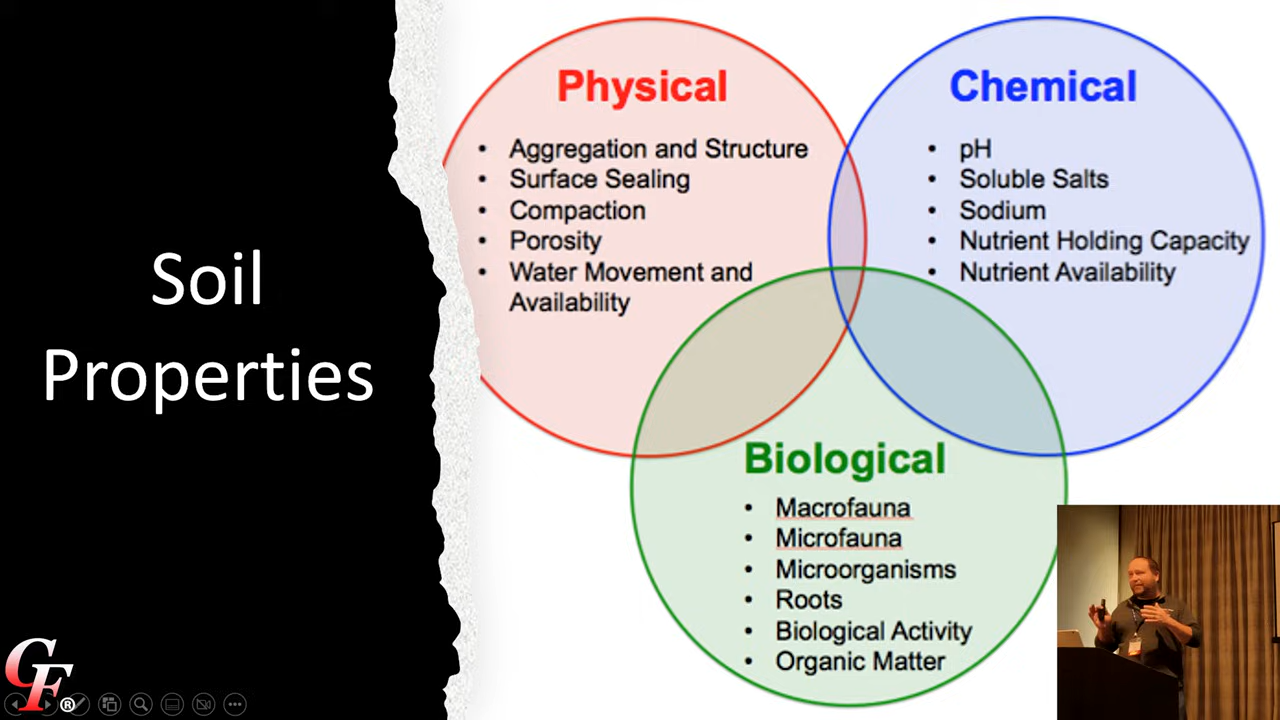 Soil
Properties
Physical
• Aggregation and Structure
• Surface Sealing
• Compaction
• Porosity
• Water Movement and
Availability
Chemical
• pH
• Soluble Salts
• Sodium
• Nutrient Holding Capacity
• Nutrient Availability
Biological
• Macrofauna
• Microfauna
• Microorganisms
• Roots
• Biological Activity
• Organic Matter
CF®